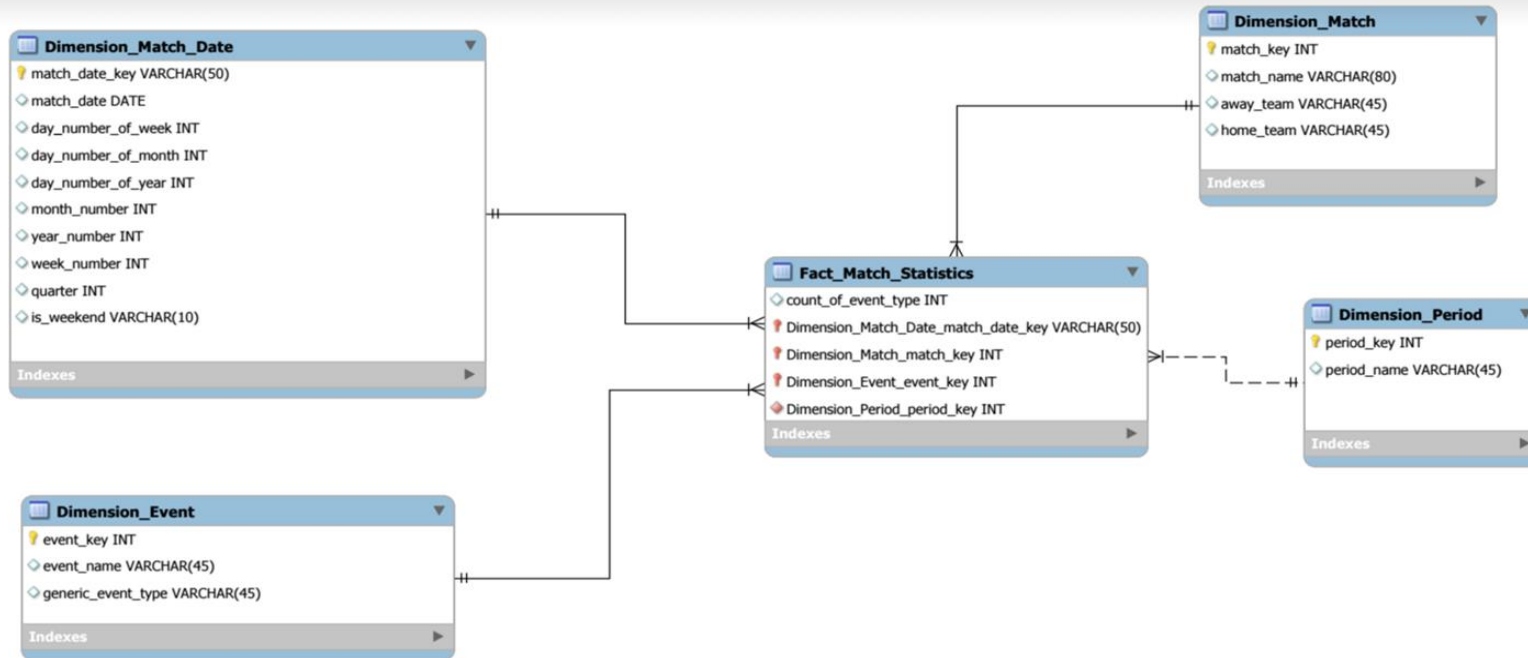 Dimension_Match_Date
match_date_key VARCHAR(50)
match_date DATE
day_number_of_week INT
day_number_of_month INT
day_number_of_year INT
month_number INT
year_number INT
week_number INT
quarter INT
is_weekend VARCHAR(10)
Indexes
Dimension_Match
match_key INT
match_name VARCHAR(80)
away_team VARCHAR(45)
home_team VARCHAR(45)
Indexes
Fact_Match_Statistics
count_of_event_type INT
Dimension_Match_Date_match_date_key VARCHAR(50)
Dimension_Match_match_key INT
Dimension_Event_event_key INT
Dimension_Period_period_key INT
Indexes
Dimension_Period
period_key INT
period_name VARCHAR(45)
Indexes
Dimension_Event
event_key INT
event_name VARCHAR(45)
generic_event_type VARCHAR(45)
Indexes